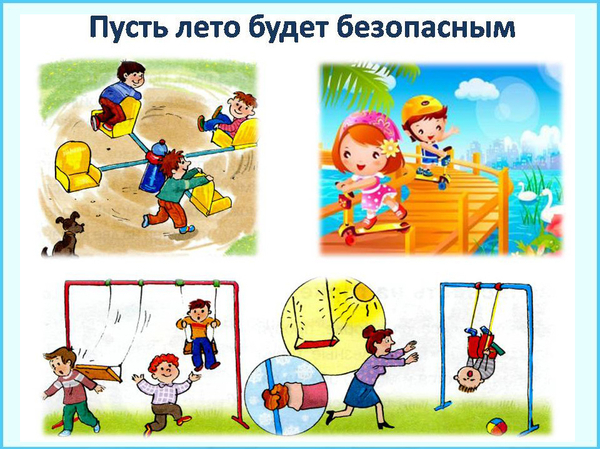 Пусть лето будет безопасным